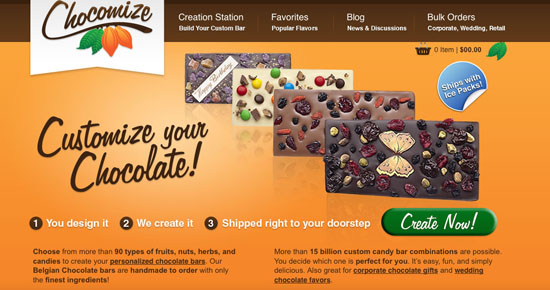 Chocomize
Creation Station
Build Your Custom Bar
Favorites
Popular Flavors
Blog
News & Discussions
Bulk Orders
Corporate, Wedding, Retail
0 Item | $00.00
Ships with
Ice Packs!
Happy Birthday
Customize your
Chocolate!
1 You design it 2 We create it 3 Shipped right to your doorstep
Create Now!
Choose from more than 90 types of fruits, nuts, herbs, and
candies to create your personalized chocolate bars. Our
Belgian Chocolate bars are handmade to order with only
the finest ingredients!
More than 15 billion custom candy bar combinations are possible.
You decide which one is perfect for you. It's easy, fun, and simply
delicious. Also great for corporate chocolate gifts and wedding
chocolate favors.